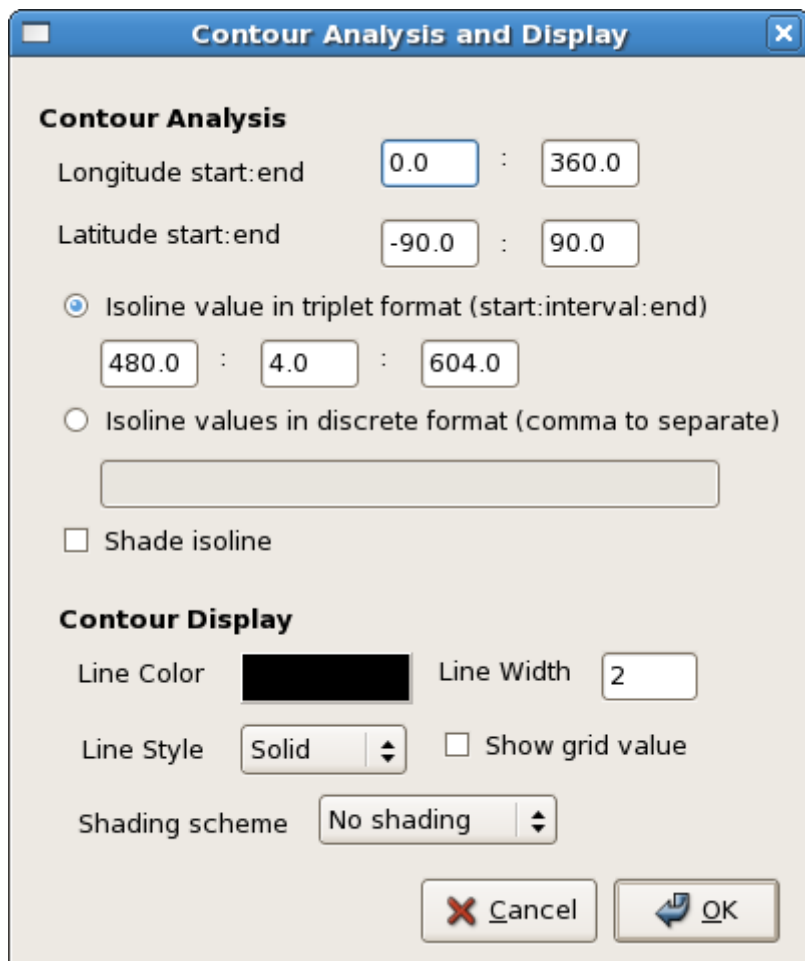 Contour Analysis and Display
Contour Analysis
Longitude start:end 0.0 : 360.0
Latitude start:end -90.0 : 90.0
Isoline value in triplet format (start:interval:end)
480.0 : 4.0 : 604.0
Isoline values in discrete format (comma to separate)
Shade isoline
Contour Display
Line Color Line Width 2
Line Style Solid Show grid value
Shading scheme No shading
Cancel OK